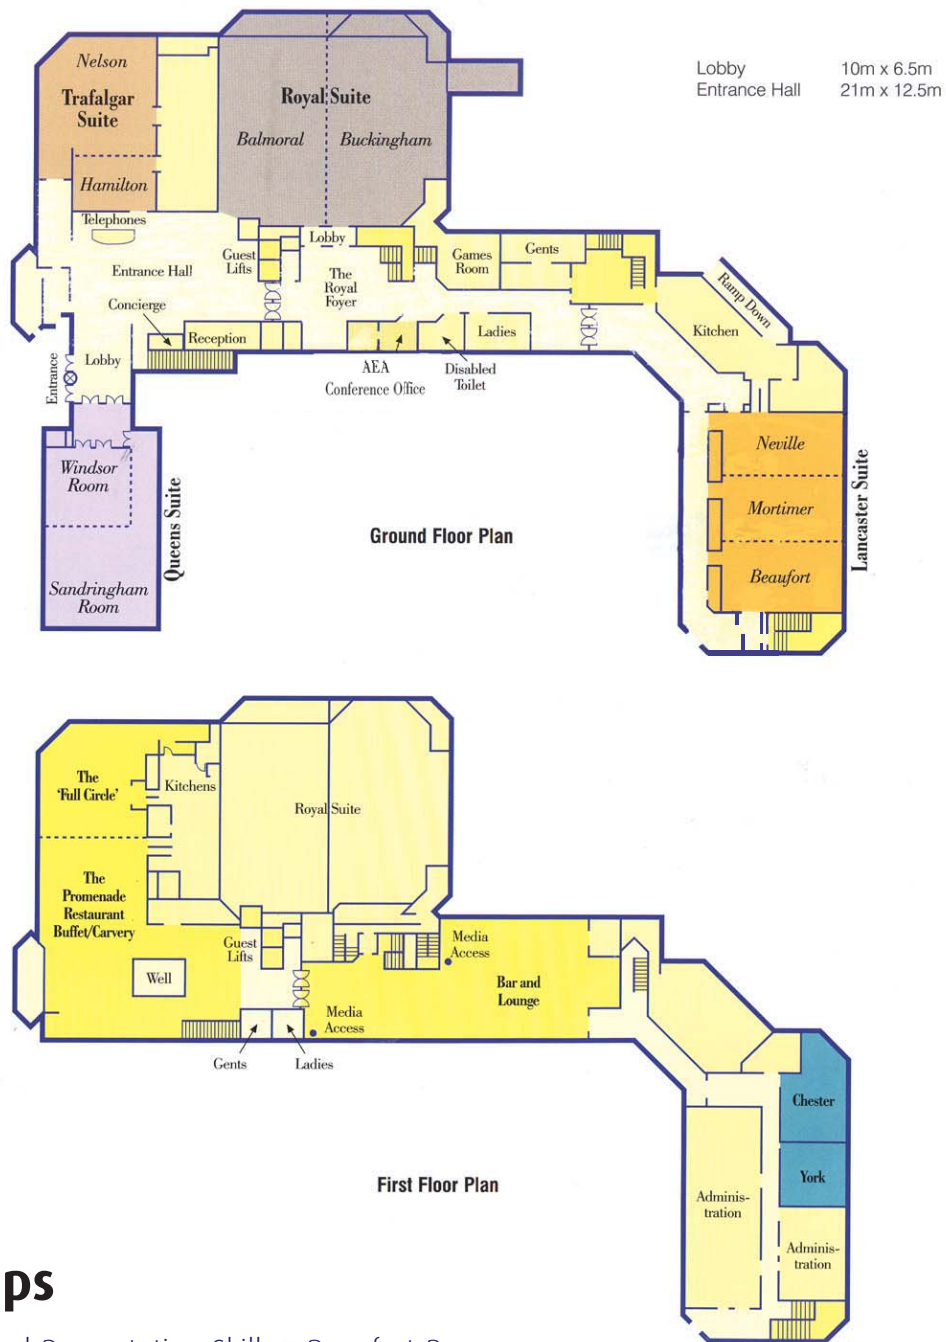 Lobby 10m x 6.5m
Entrance Hall 21m x 12.5m
Nelson
Trafalgar
Suite
Hamilton
Royal Suite
Balmoral
Buckingham
Telephones
Entrance Hall
Concierge
Reception
Guest
Lifts
Lobby
The
Royal
Foyer
Games
Room
Gents
Ladies
AEA
Conference Office
Disabled
Toilet
Kitchen
Ramp Down
Entrance
Lobby
Windsor
Room
Sandringham
Room
Queens Suite
Ground Floor Plan
Neville
Mortimer
Beaufort
Lancaster Suite
The
'Full Circle'
Kitchens
Royal Suite
The
Promenade
Restaurant
Buffet/Carvery
Guest
Lifts
Well
Media
Access
Media
Access
Bar and
Lounge
Gents
Ladies
Chester
York
Adminis-
tration
Adminis-
tration
First Floor Plan
ps